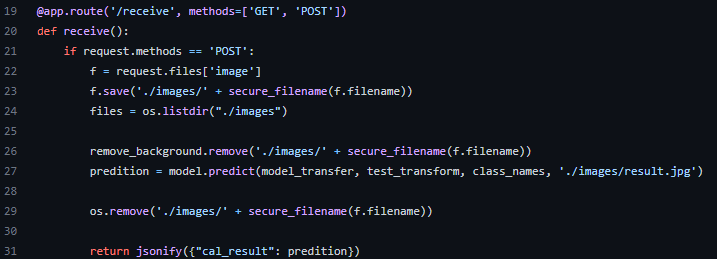 19 @app.route('/receive', methods=['GET', 'POST'])
20 def receive():
21     if request.methods == 'POST':
22         f = request.files['image']
23         f.save('./images/' + secure_filename(f.filename))
24         files = os.listdir("./images")
25
26         remove_background.remove('./images/' + secure_filename(f.filename))
27         predition = model.predict(model_transfer, test_transform, class_names, './images/result.jpg')
28
29         os.remove('./images/' + secure_filename(f.filename))
30
31         return jsonify({"cal_result": predition})